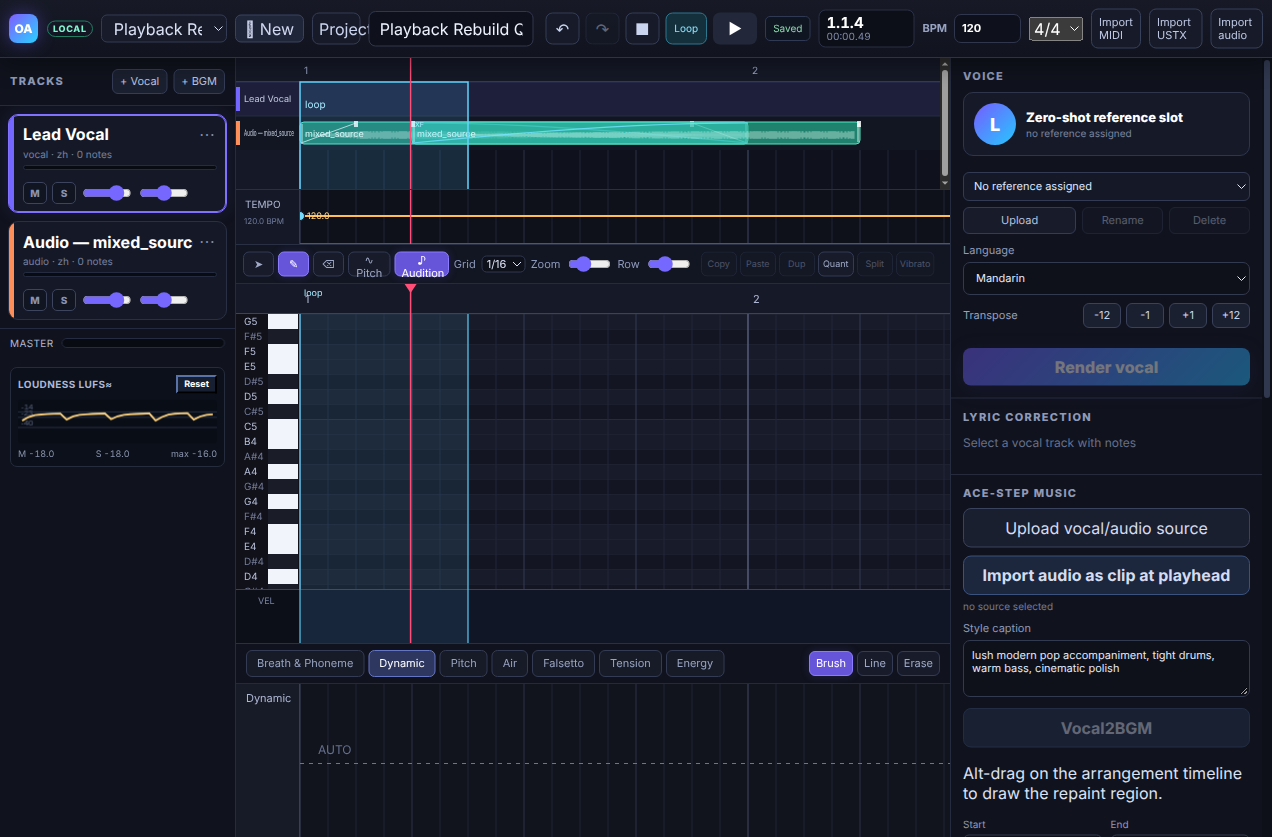 OA
LOCAL
Playback Re
New
Project
Playback Rebuild Q
Loop
Saved
1.1.4
00:00.49
BPM
120
4/4
Import MIDI
Import USTX
Import audio
TRACKS
+ Vocal
+ BGM
Lead Vocal
vocal · zh · 0 notes
M
S
Audio — mixed_sourc
audio · zh · 0 notes
M
S
MASTER
LOUDNESS LUFS≈
Reset
M -18.0
S -18.0
max -16.0
1
2
Lead Vocal
loop
Audio — mixed_source
mixed_source
mixed_source
TEMPO
120.0 BPM
120.0
Pitch
Audition
Grid
1/16
Zoom
Row
Copy
Paste
Dup
Quant
Split
Vibrato
loop
2
G5
F#5
F5
E5
D#5
D5
C#5
C5
B4
A#4
A4
G#4
G4
F#4
F4
E4
D#4
D4
VEL
Breath & Phoneme
Dynamic
Pitch
Air
Falsetto
Tension
Energy
Brush
Line
Erase
Dynamic
AUTO
VOICE
L
Zero-shot reference slot
no reference assigned
No reference assigned
Upload
Rename
Delete
Language
Mandarin
Transpose
-12
-1
+1
+12
Render vocal
LYRIC CORRECTION
Select a vocal track with notes
ACE-STEP MUSIC
Upload vocal/audio source
Import audio as clip at playhead
no source selected
Style caption
lush modern pop accompaniment, tight drums,
warm bass, cinematic polish
Vocal2BGM
Alt-drag on the arrangement timeline
to draw the repaint region.
Start
End